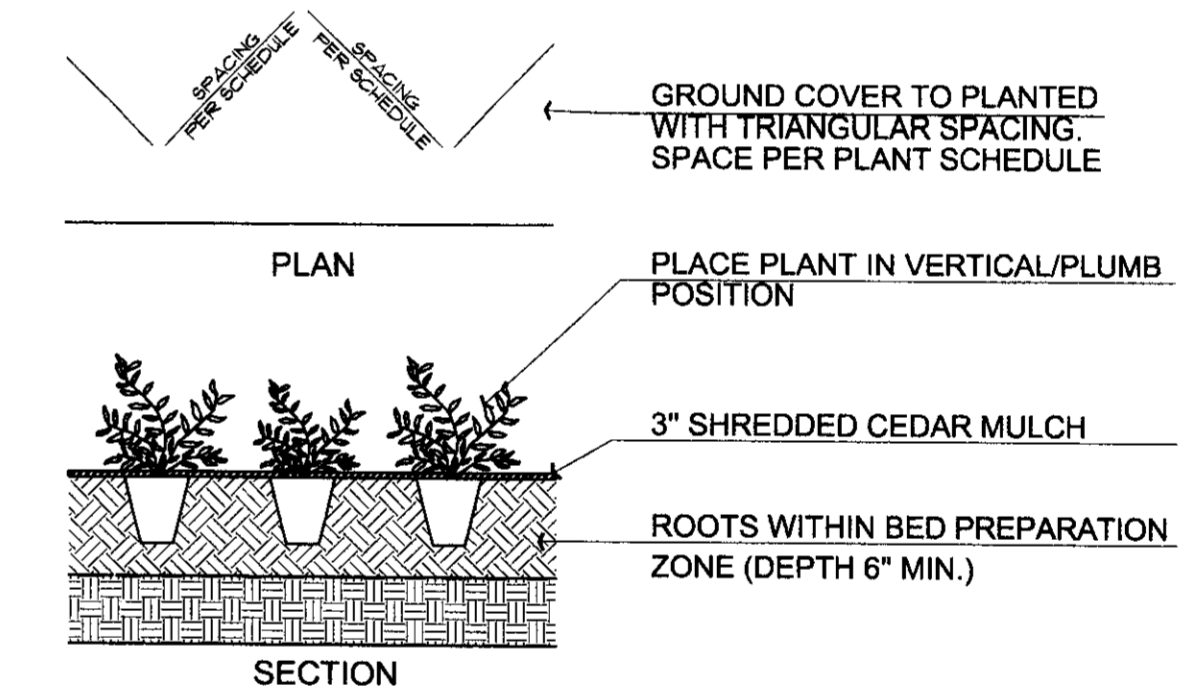 SPACING
PER SCHEDULE
SPACING
PER SCHEDULE
GROUND COVER TO PLANTED
WITH TRIANGULAR SPACING.
SPACE PER PLANT SCHEDULE
PLAN
PLACE PLANT IN VERTICAL/PLUMB
POSITION
3" SHREDDED CEDAR MULCH
ROOTS WITHIN BED PREPARATION
ZONE (DEPTH 6" MIN.)
SECTION